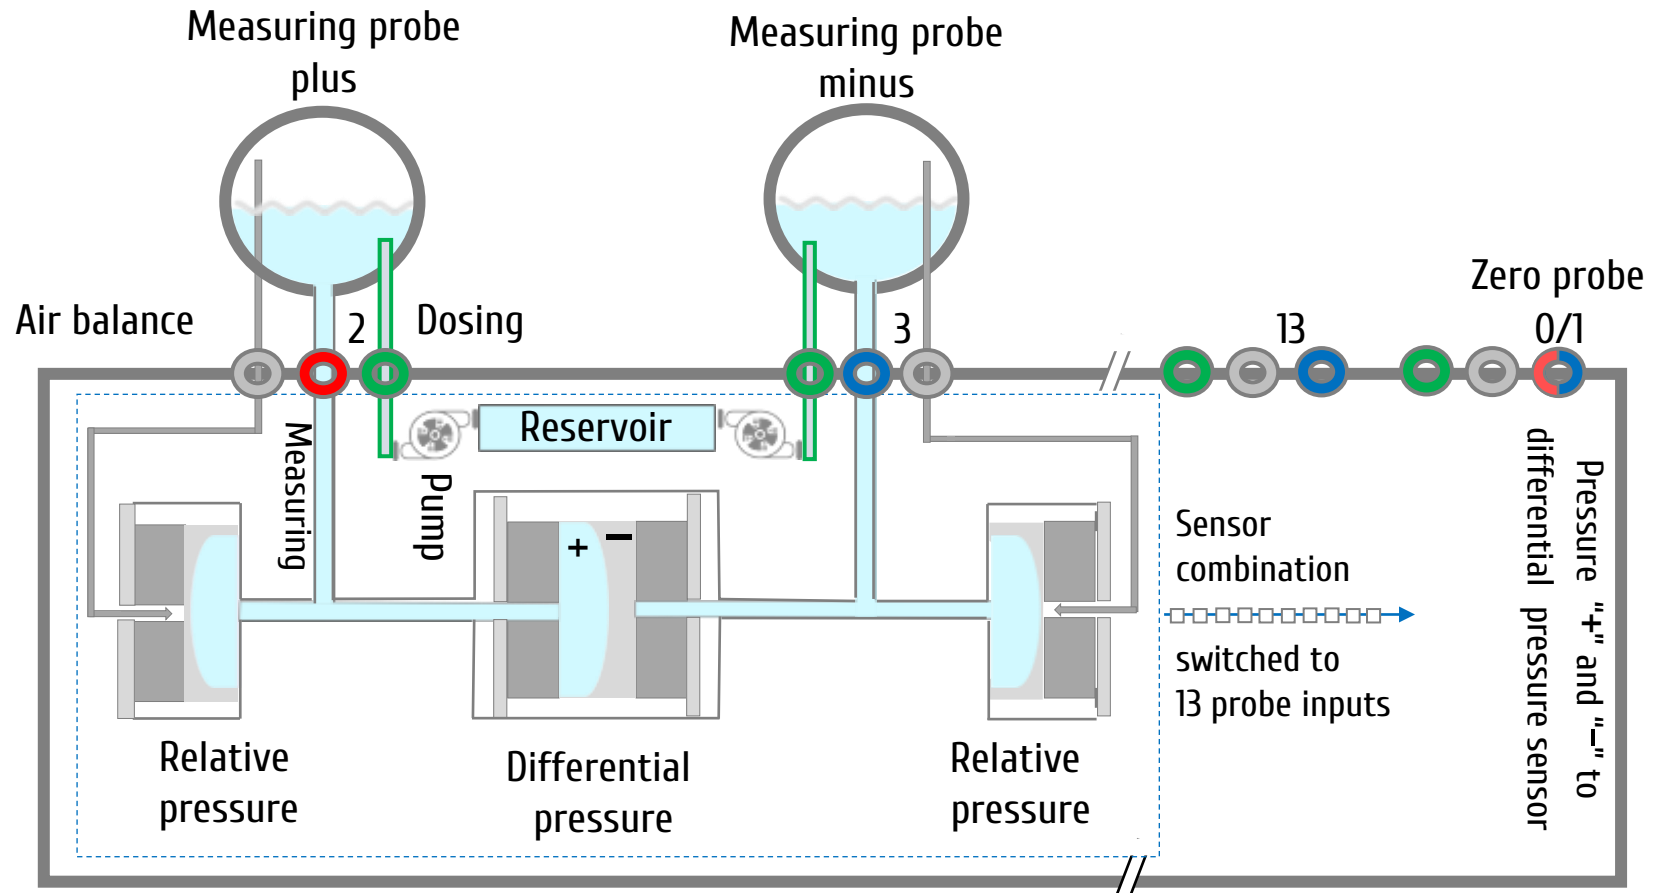 Measuring probe
plus
Measuring probe
minus
Zero probe
0/1
Air balance
2
Dosing
3
13
Reservoir
Measuring
Pump
+
−
Sensor
combination
switched to
13 probe inputs
Pressure "+" and "−" to
differential pressure sensor
Relative
pressure
Differential
pressure
Relative
pressure